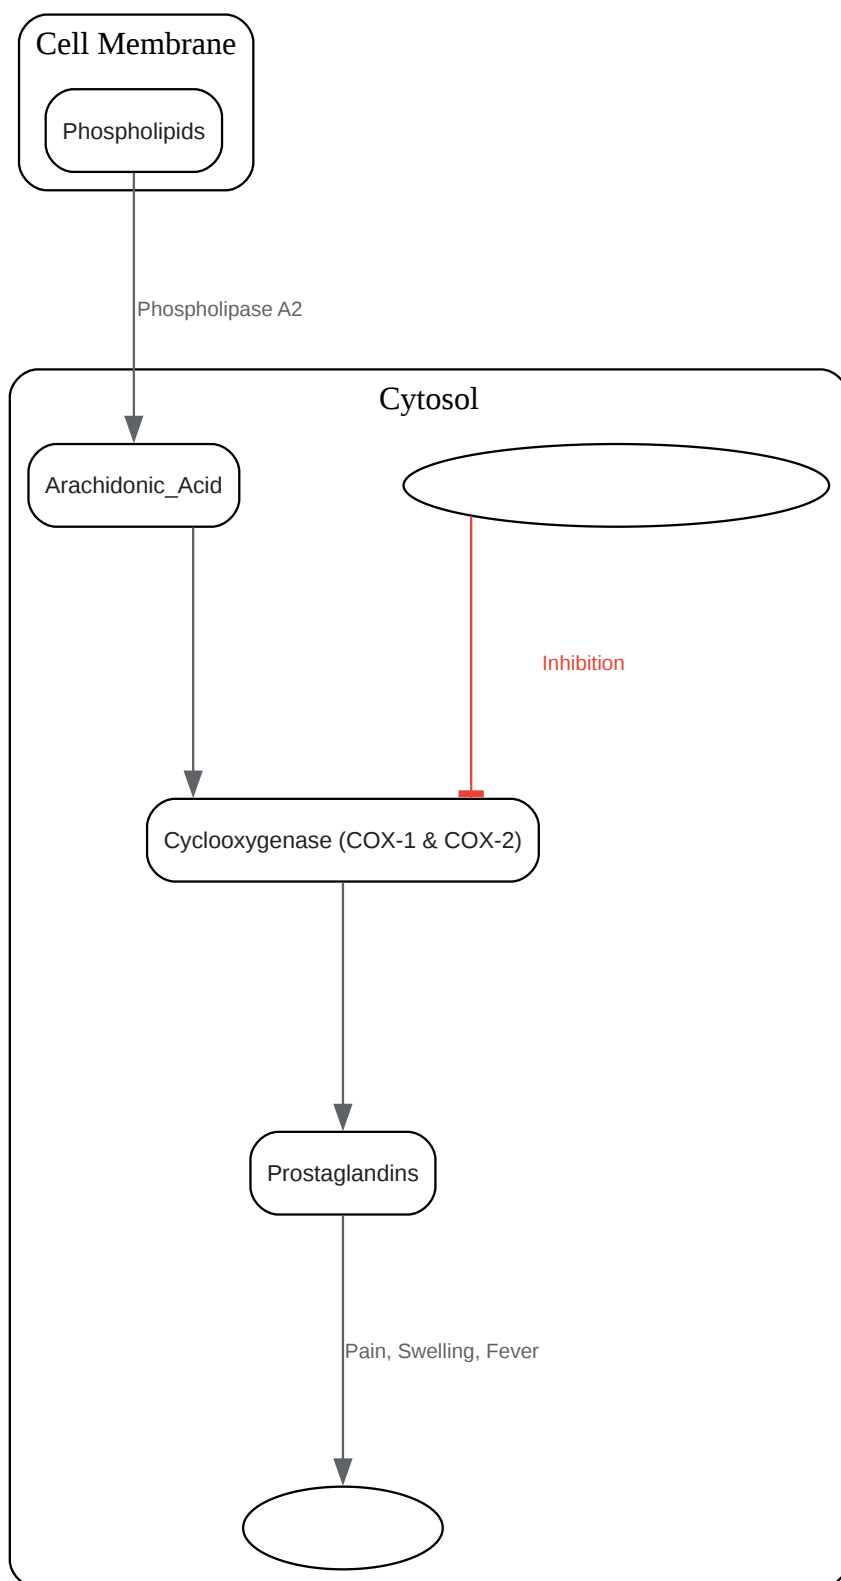 Cell Membrane
Phospholipids
Phospholipase A2
Cytosol
Arachidonic_Acid
Inhibition
Cyclooxygenase (COX-1 & COX-2)
Prostaglandins
Pain, Swelling, Fever